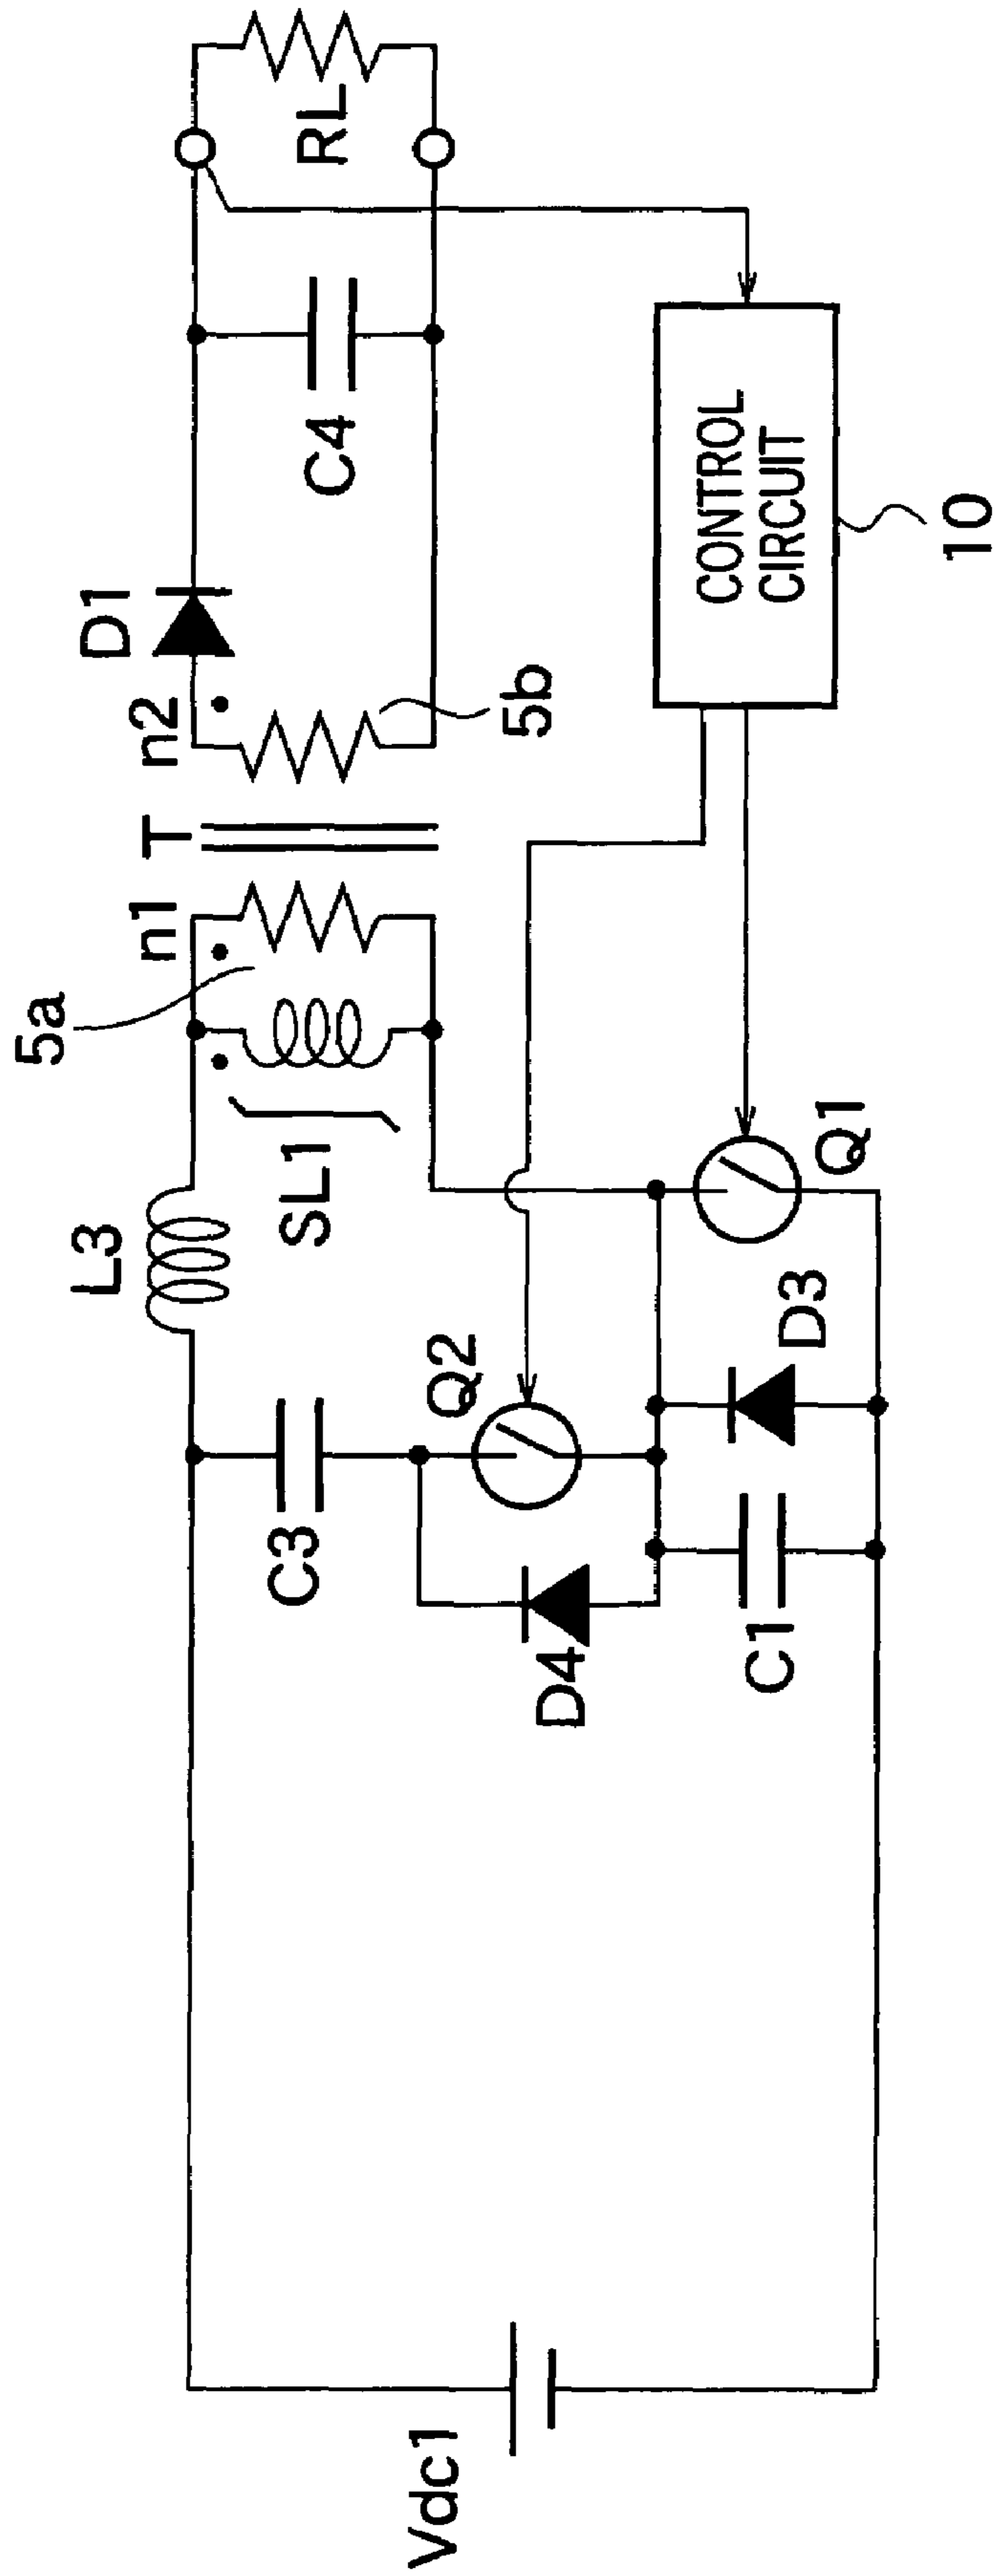 Vdc1
L3
5a
n1
T
n2
D1
C3
Q2
SL1
5b
C4
RL
D4
C1
D3
Q1
CONTROL
CIRCUIT
10